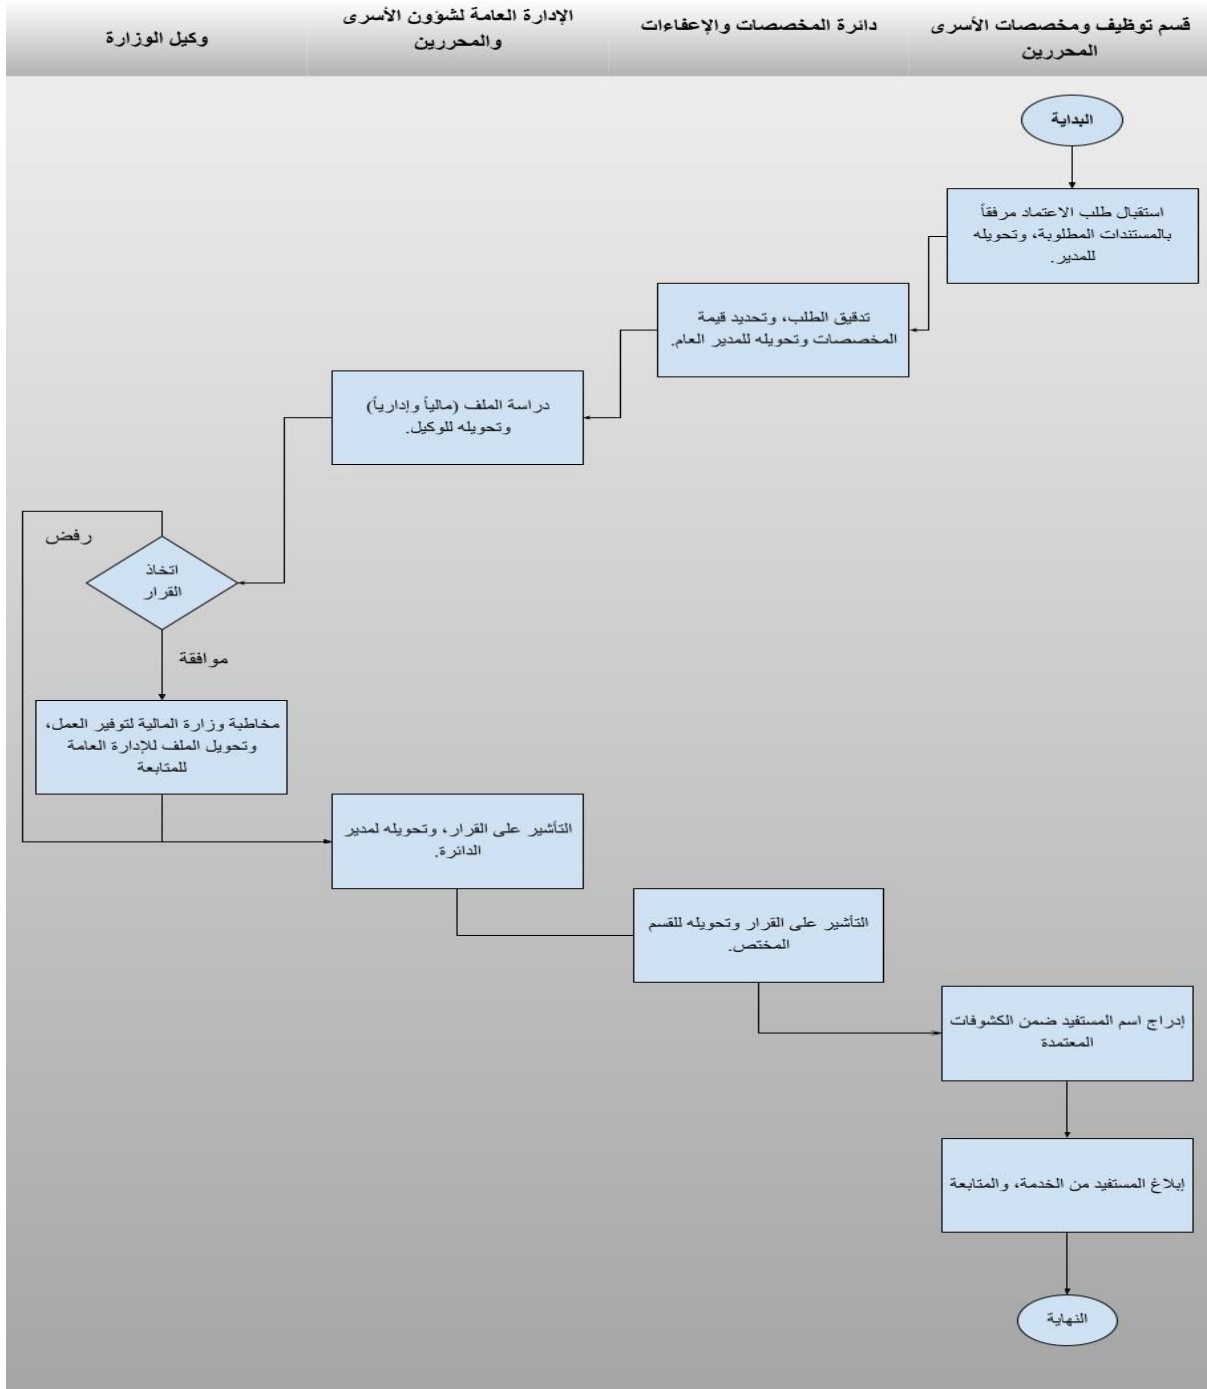 قسم توظيف ومخصصات الأسرى
المحررين
دائرة المخصصات والإعفاءات
الإدارة العامة لشؤون الأسرى
والمحررين
وكيل الوزارة
البداية
استقبال طلب الاعتماد مرفقاً
بالمستندات المطلوبة، وتحويله
للمدير.
تدقيق الطلب، وتحديد قيمة
المخصصات وتحويله للمدير العام.
دراسة الملف (مالياً وإدارياً)
وتحويله للوكيل.
رفض
اتخاذ
القرار
موافقة
مخاطبة وزارة المالية لتوفير العمل،
وتحويل الملف للإدارة العامة
للمتابعة
التأشير على القرار، وتحويله لمدير
الدائرة.
التأشير على القرار وتحويله للقسم
المختص.
إدراج اسم المستفيد ضمن الكشوفات
المعتمدة
إبلاغ المستفيد من الخدمة، والمتابعة
النهاية